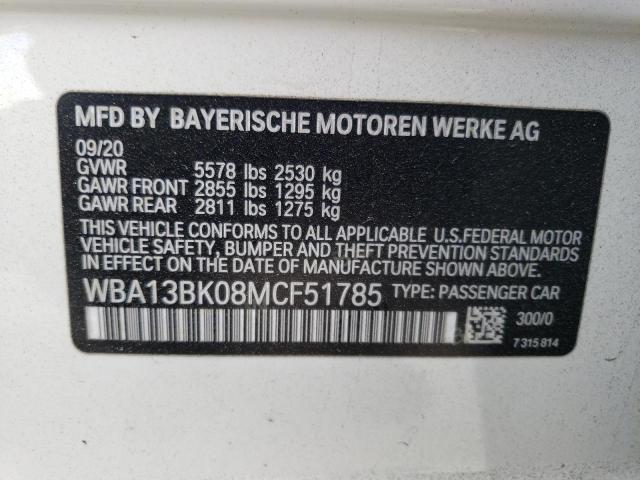 MFD BY BAYERISCHE MOTOREN WERKE AG
09/20
GVWR 5578 lbs 2530 kg
GAWR FRONT 2855 lbs 1295 kg
GAWR REAR 2811 lbs 1275 kg
THIS VEHICLE CONFORMS TO ALL APPLICABLE U.S.FEDERAL MOTOR
VEHICLE SAFETY, BUMPER AND THEFT PREVENTION STANDARDS
IN EFFECT ON THE DATE OF MANUFACTURE SHOWN ABOVE.
WBA13BK08MCF51785 TYPE: PASSENGER CAR
300/0
7 315 814